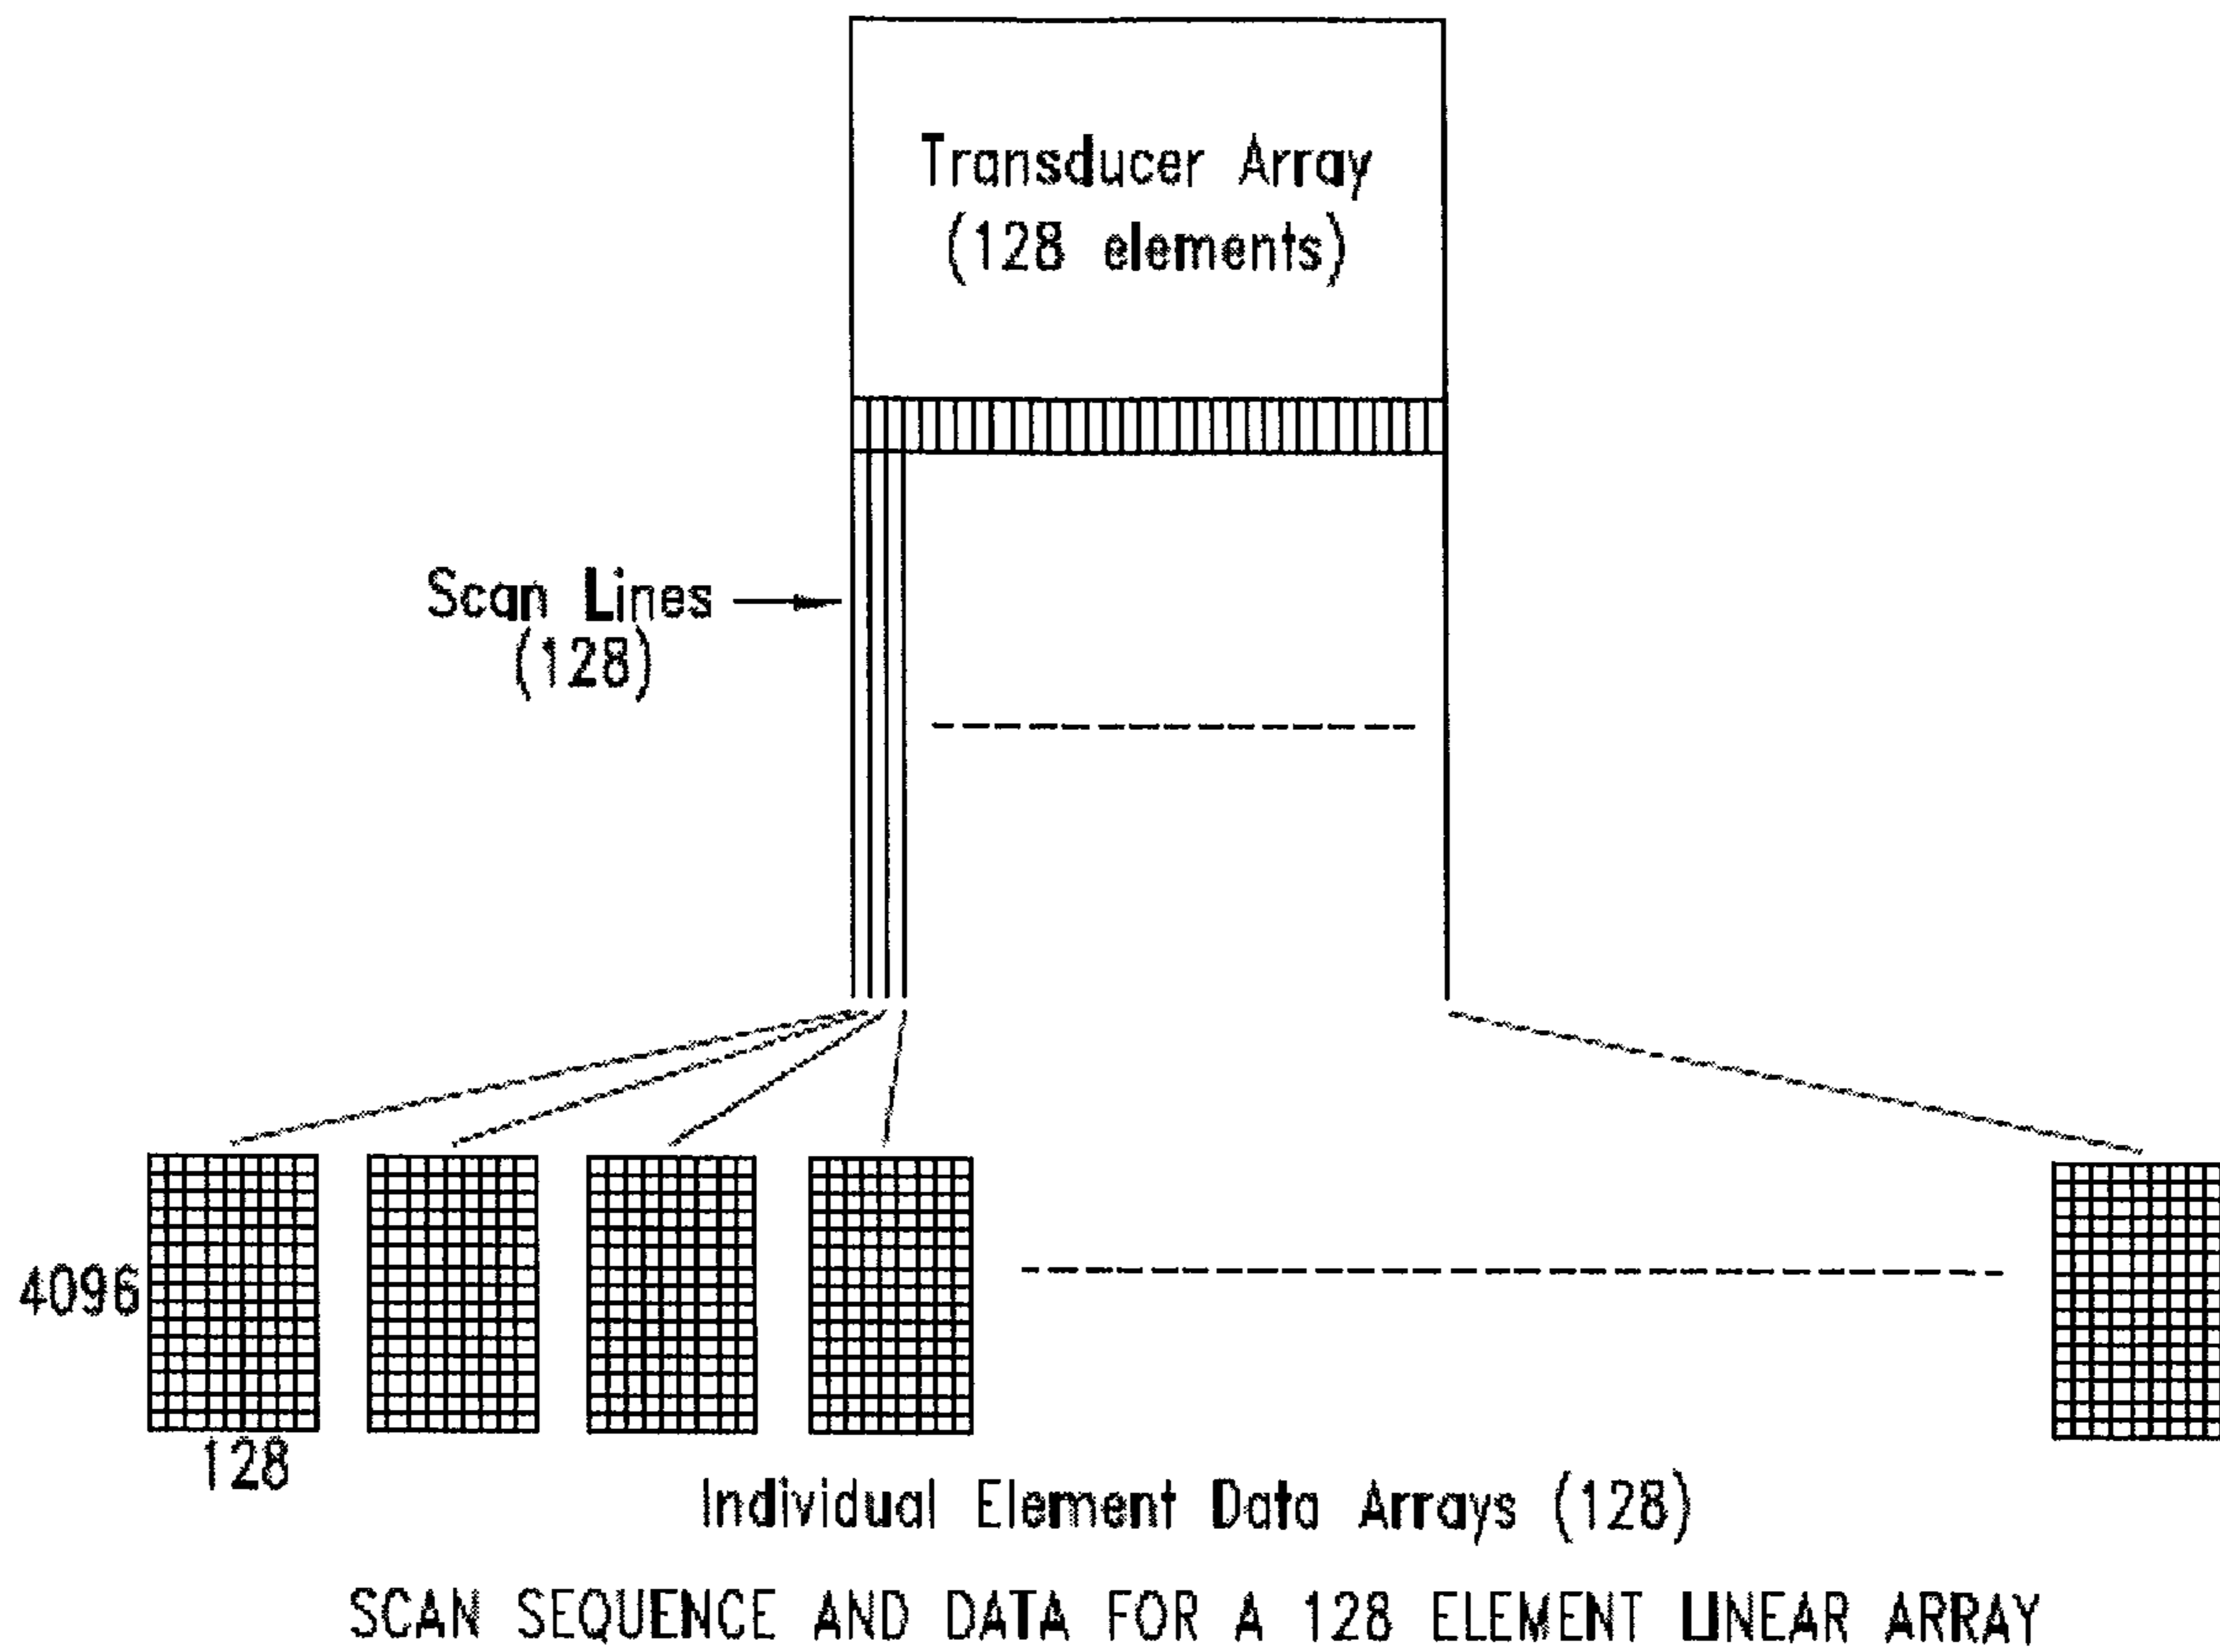 Transducer Array
(128 elements)
Scan Lines
(128)
4096
128
Individual Element Data Arrays (128)
SCAN SEQUENCE AND DATA FOR A 128 ELEMENT LINEAR ARRAY